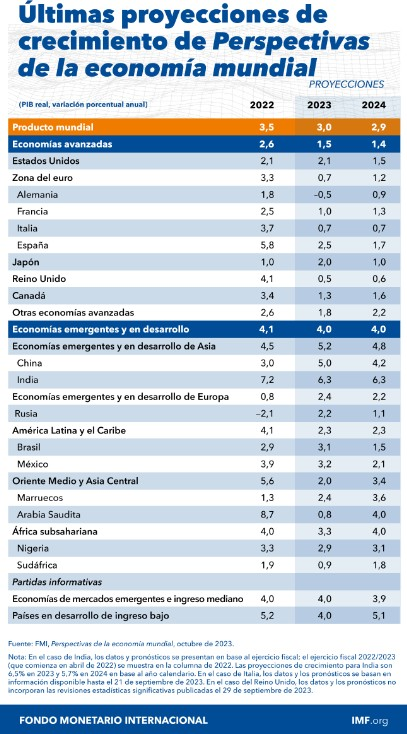 Últimas proyecciones de
crecimiento de Perspectivas
de la economía mundial
PROYECCIONES
(PIB real, variación porcentual anual) 2022 2023 2024
Producto mundial 3,5 3,0 2,9
Economías avanzadas 2,6 1,5 1,4
Estados Unidos 2,1 2,1 1,5
Zona del euro 3,3 0,7 1,2
Alemania 1,8 –0,5 0,9
Francia 2,5 1,0 1,3
Italia 3,7 0,7 0,7
España 5,8 2,5 1,7
Japón 1,0 2,0 1,0
Reino Unido 4,1 0,5 0,6
Canadá 3,4 1,3 1,6
Otras economías avanzadas 2,6 1,8 2,2
Economías emergentes y en desarrollo 4,1 4,0 4,0
Economías emergentes y en desarrollo de Asia 4,5 5,2 4,8
China 3,0 5,0 4,2
India 7,2 6,3 6,3
Economías emergentes y en desarrollo de Europa 0,8 2,4 2,2
Rusia –2,1 2,2 1,1
América Latina y el Caribe 4,1 2,3 2,3
Brasil 2,9 3,1 1,5
México 3,9 3,2 2,1
Oriente Medio y Asia Central 5,6 2,0 3,4
Marruecos 1,3 2,4 3,6
Arabia Saudita 8,7 0,8 4,0
África subsahariana 4,0 3,3 4,0
Nigeria 3,3 2,9 3,1
Sudáfrica 1,9 0,9 1,8
Partidas informativas
Economías de mercados emergentes e ingreso mediano 4,0 4,0 3,9
Países en desarrollo de ingreso bajo 5,2 4,0 5,1
Fuente: FMI, Perspectivas de la economía mundial, octubre de 2023.
Nota: En el caso de India, los datos y pronósticos se presentan en base al ejercicio fiscal; el ejercicio fiscal 2022/2023
(que comienza en abril de 2022) se muestra en la columna de 2022. Las proyecciones de crecimiento para India son
6,5% en 2023 y 5,7% en 2024 en base al año calendario. En el caso de Italia, los datos y los pronósticos se basan en
información disponible hasta el 21 de septiembre de 2023. En el caso del Reino Unido, los datos y los pronósticos no
incorporan las revisiones estadísticas significativas publicadas el 29 de septiembre de 2023.
FONDO MONETARIO INTERNACIONAL IMF.org